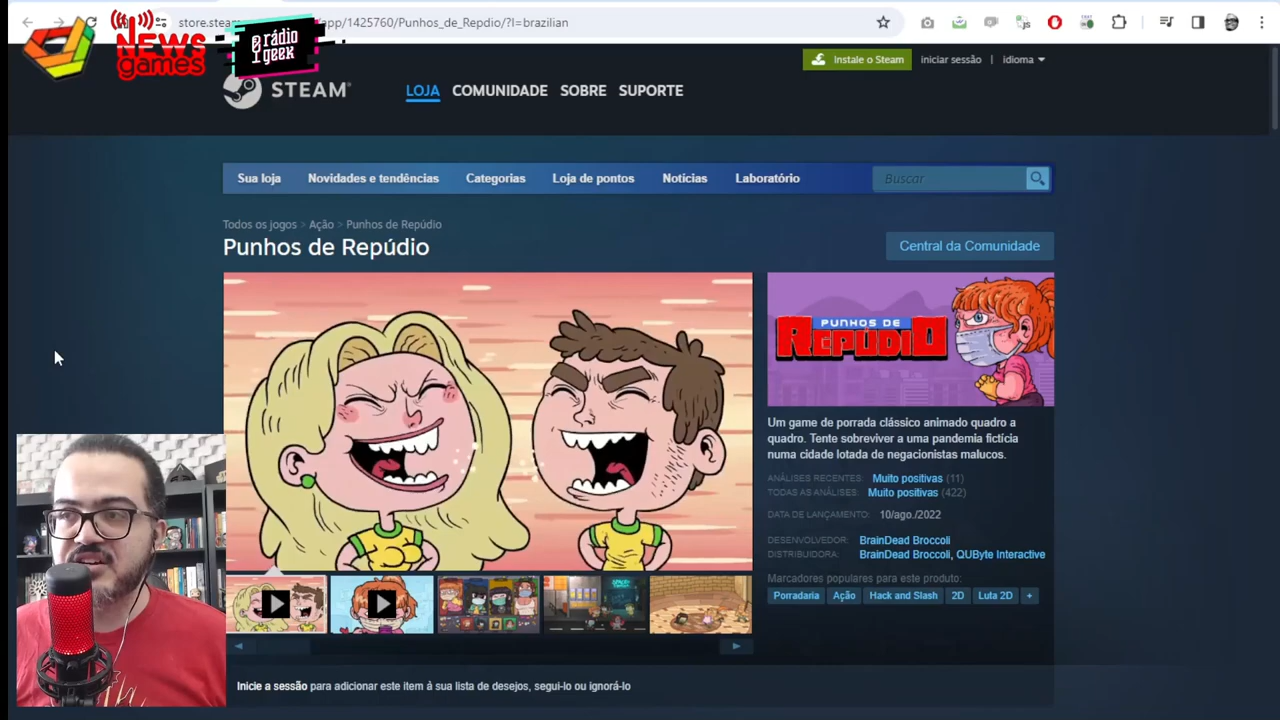 store.steam
app/1425760/Punhos_de_Repdio/?l=brazilian
NEWS
games
rádio
geek
STEAM®
LOJA
COMUNIDADE
SOBRE
SUPORTE
Instale o Steam
iniciar sessão
|
idioma
Sua loja
Novidades e tendências
Categorias
Loja de pontos
Notícias
Laboratório
Buscar
Todos os jogos > Ação > Punhos de Repúdio
Punhos de Repúdio
Central da Comunidade
PUNHOS DE
REPÚDIO
Um game de porrada clássico animado quadro a
quadro. Tente sobreviver a uma pandemia fictícia
numa cidade lotada de negacionistas malucos.
ANÁLISES RECENTES: Muito positivas (11)
TODAS AS ANÁLISES: Muito positivas (422)
DATA DE LANÇAMENTO: 10/ago./2022
DESENVOLVEDOR: BrainDead Broccoli
DISTRIBUIDORA: BrainDead Broccoli, QUByte Interactive
Marcadores populares para este produto:
Porradaria
Ação
Hack and Slash
2D
Luta 2D
+
Inicie a sessão para adicionar este item à sua lista de desejos, segui-lo ou ignorá-lo